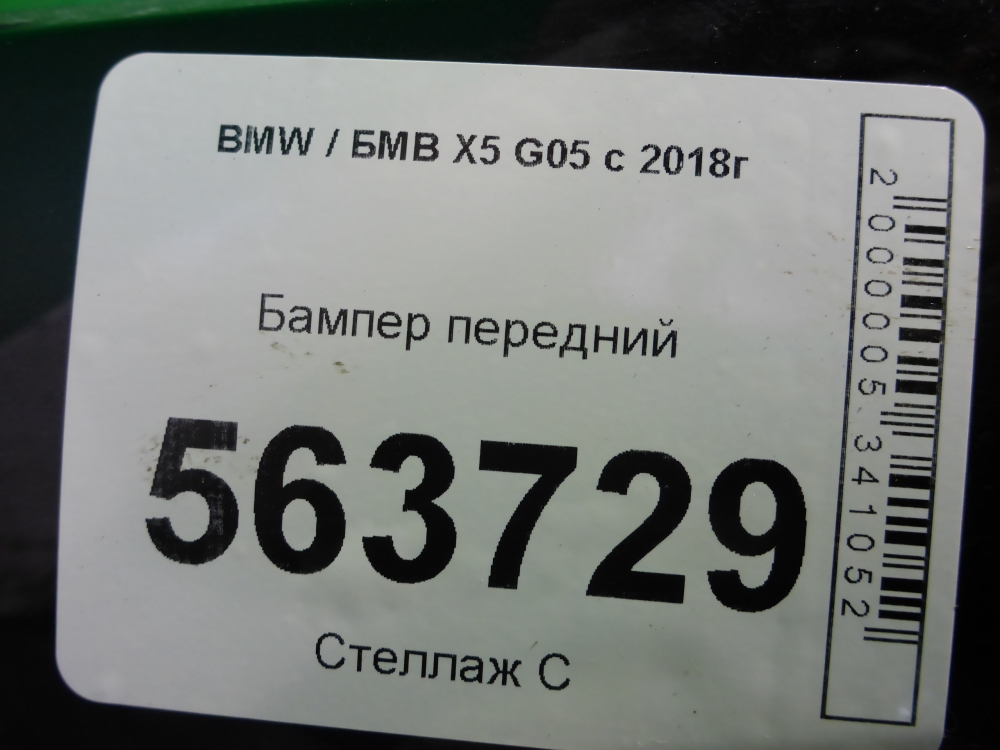 BMW / БМВ X5 G05 с 2018г
Бампер передний
563729
Стеллаж С
2000005341052